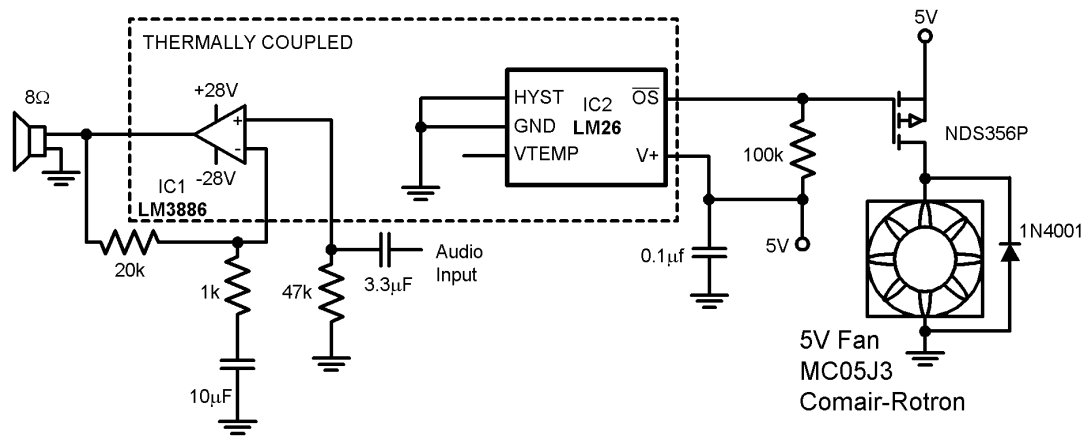 THERMALLY COUPLED
5V
8Ω
+28V
+
-
-28V
IC1
LM3886
HYST
GND
VTEMP
IC2
LM26
O̅S̅
V+
100k
NDS356P
20k
1k
47k
3.3µF
Audio
Input
10µF
0.1µf
5V
1N4001
5V Fan
MC05J3
Comair-Rotron